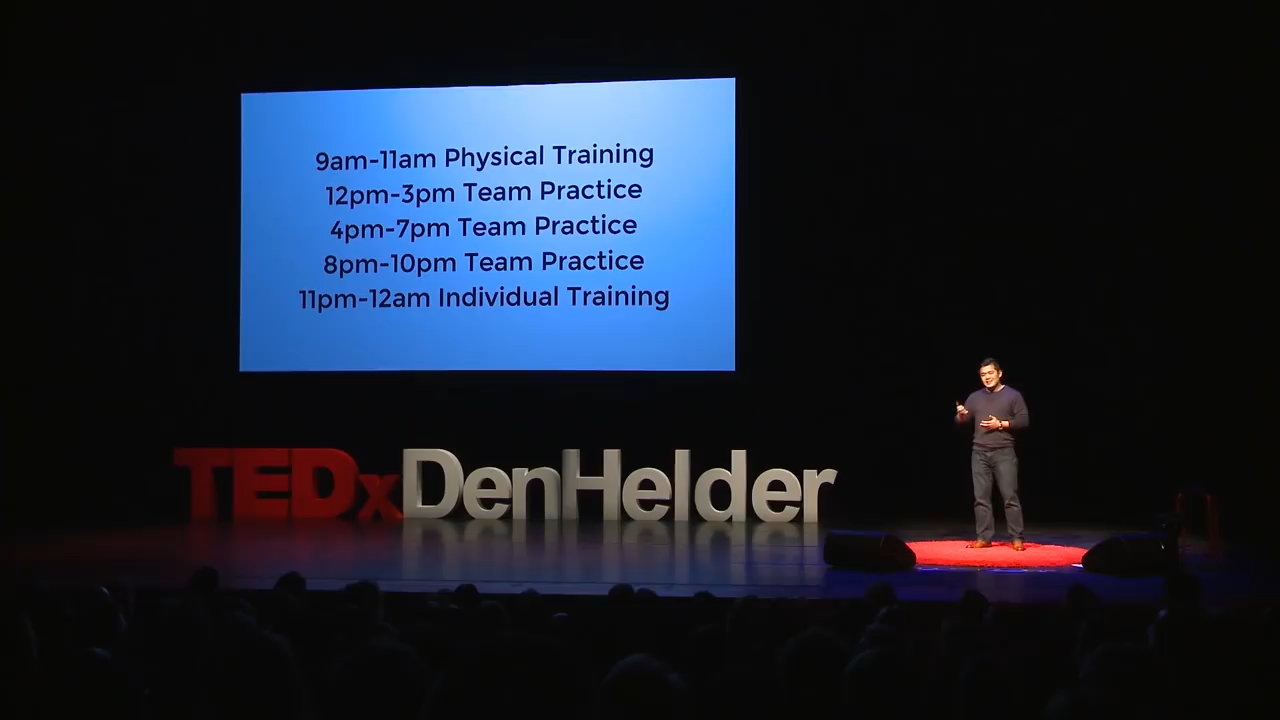 9am-11am Physical Training
12pm-3pm Team Practice
4pm-7pm Team Practice
8pm-10pm Team Practice
11pm-12am Individual Training
TEDxDenHelder